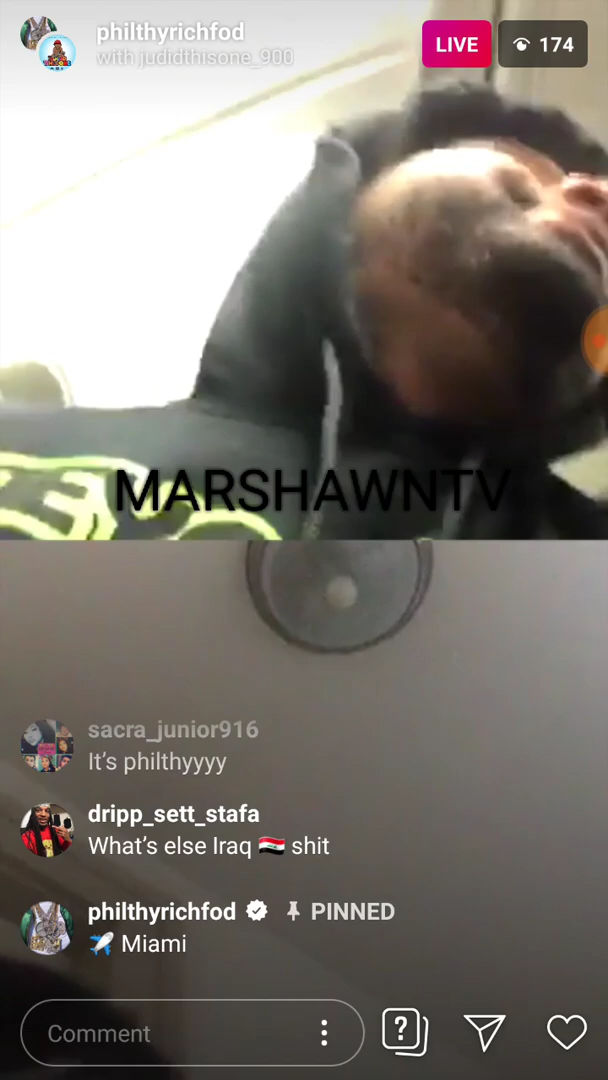 philthyrichfod
with judidthisone_900
LIVE
174
MARSHAWNTV
sacra_junior916
It's philthyyyy
dripp_sett_stafa
What's else Iraq 🇮🇶 shit
philthyrichfod PINNED
✈️ Miami
Comment